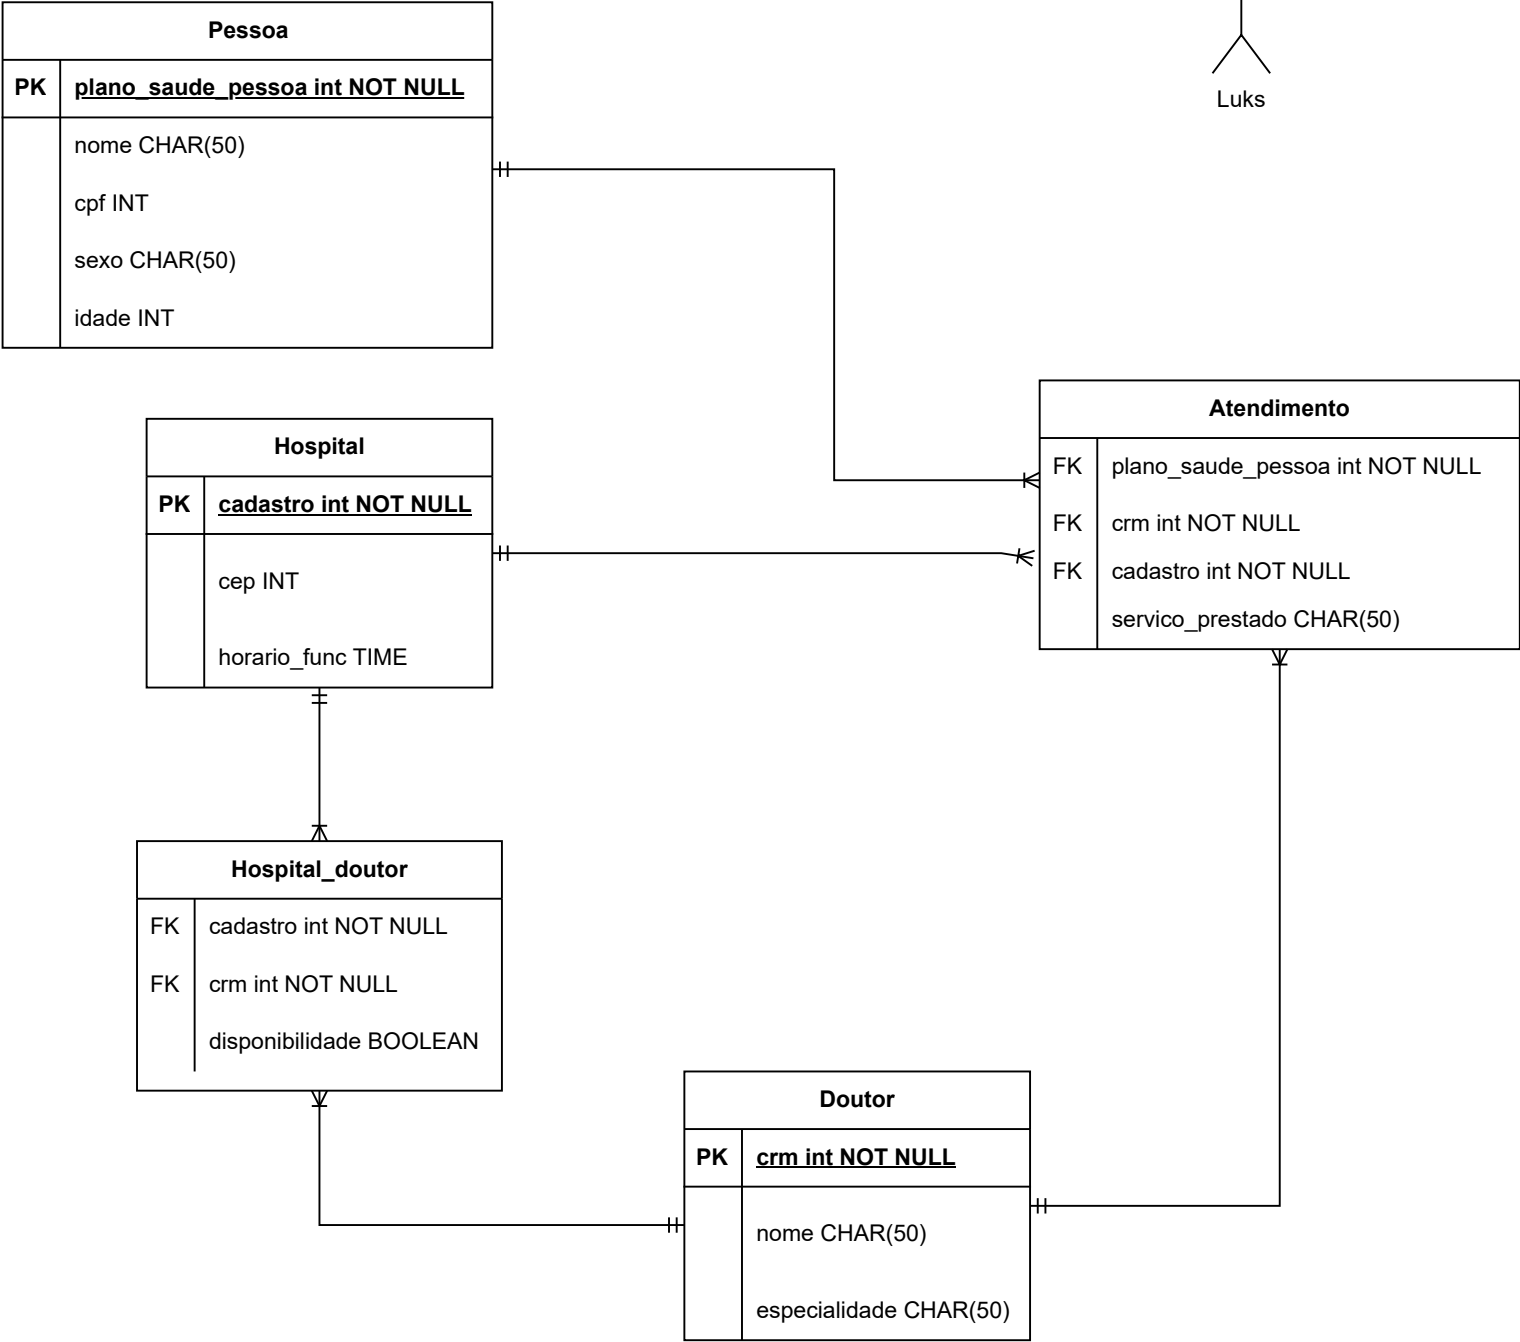 Pessoa
PK plano_saude_pessoa int NOT NULL
nome CHAR(50)
cpf INT
sexo CHAR(50)
idade INT
Luks
Hospital
PK cadastro int NOT NULL
cep INT
horario_func TIME
Atendimento
FK plano_saude_pessoa int NOT NULL
FK crm int NOT NULL
FK cadastro int NOT NULL
servico_prestado CHAR(50)
Hospital_doutor
FK cadastro int NOT NULL
FK crm int NOT NULL
disponibilidade BOOLEAN
Doutor
PK crm int NOT NULL
nome CHAR(50)
especialidade CHAR(50)